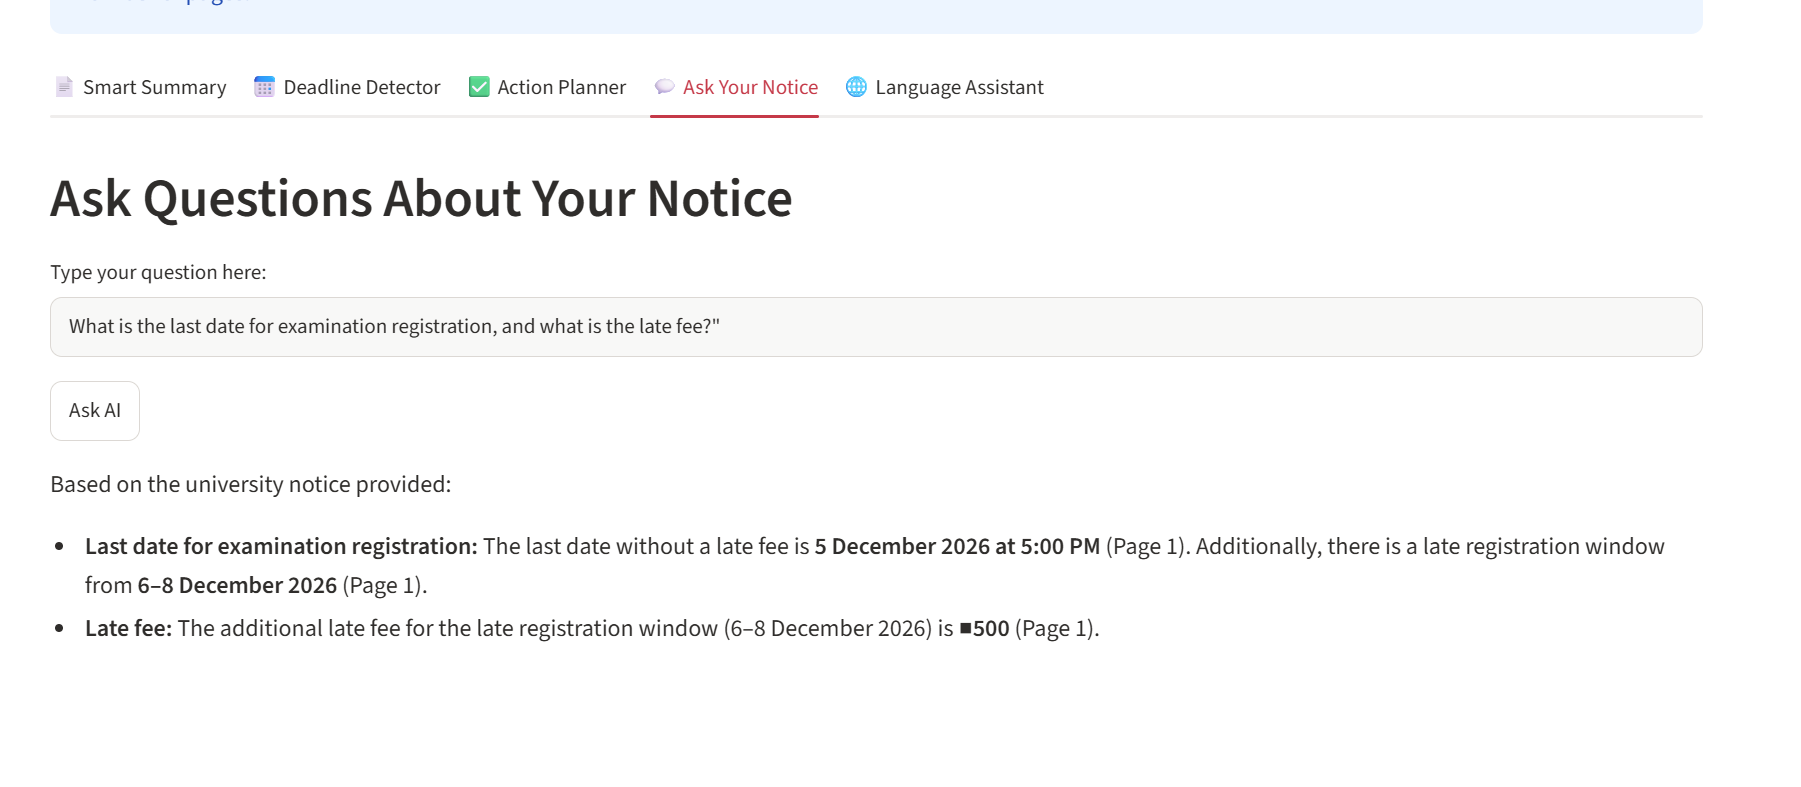 Smart Summary Deadline Detector Action Planner Ask Your Notice Language Assistant
Ask Questions About Your Notice
Type your question here:
What is the last date for examination registration, and what is the late fee?"
Ask AI
Based on the university notice provided:
• Last date for examination registration: The last date without a late fee is 5 December 2026 at 5:00 PM (Page 1). Additionally, there is a late registration window
from 6–8 December 2026 (Page 1).
• Late fee: The additional late fee for the late registration window (6–8 December 2026) is ■500 (Page 1).